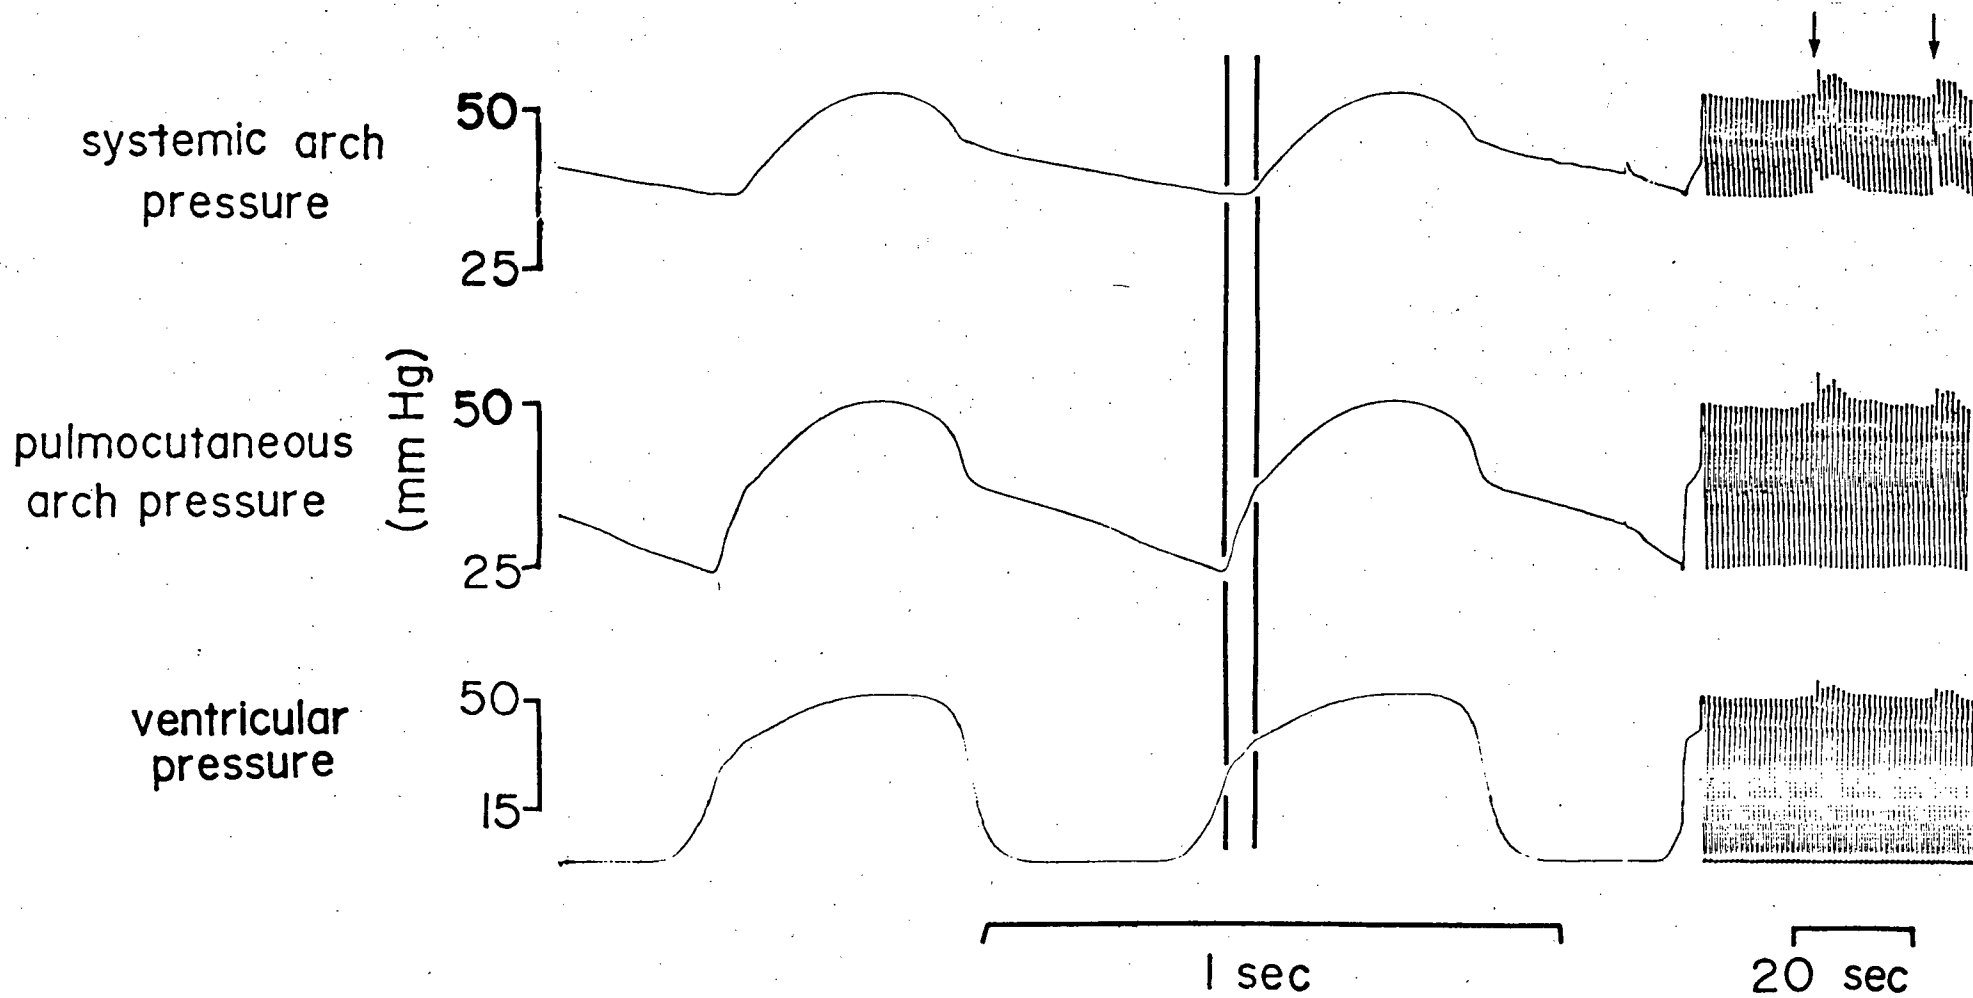 systemic arch
pressure
50
25
(mm Hg)
pulmocutaneous
arch pressure
50
25
ventricular
pressure
50
15
1 sec
20 sec